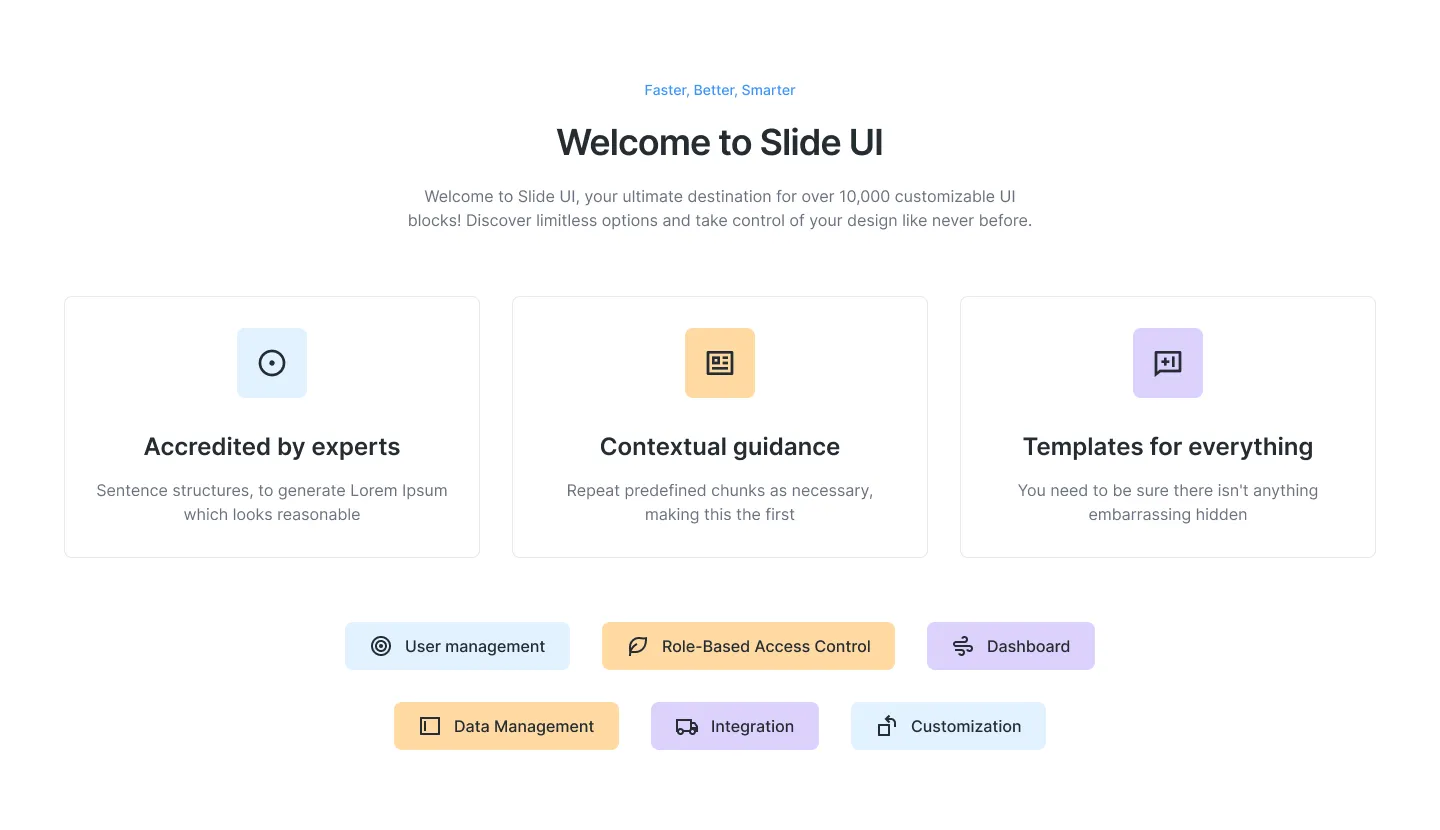 Faster, Better, Smarter
Welcome to Slide UI
Welcome to Slide UI, your ultimate destination for over 10,000 customizable UI
blocks! Discover limitless options and take control of your design like never before.
Accredited by experts
Sentence structures, to generate Lorem Ipsum
which looks reasonable
Contextual guidance
Repeat predefined chunks as necessary,
making this the first
Templates for everything
You need to be sure there isn't anything
embarrassing hidden
User management
Role-Based Access Control
Dashboard
Data Management
Integration
Customization